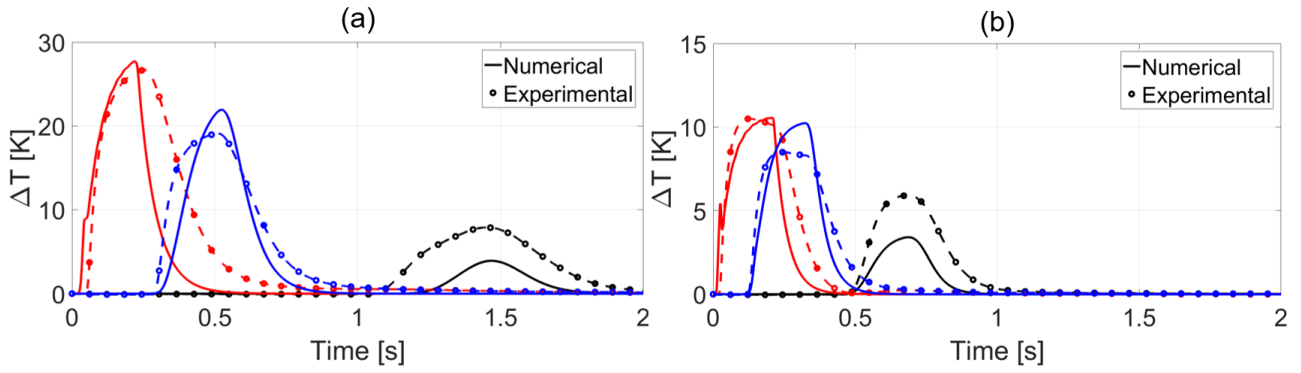 (a)
30
20
10
0
ΔT [K]
Numerical
Experimental
0 0.5 1 1.5 2
Time [s]
(b)
15
10
5
0
ΔT [K]
Numerical
Experimental
0 0.5 1 1.5 2
Time [s]